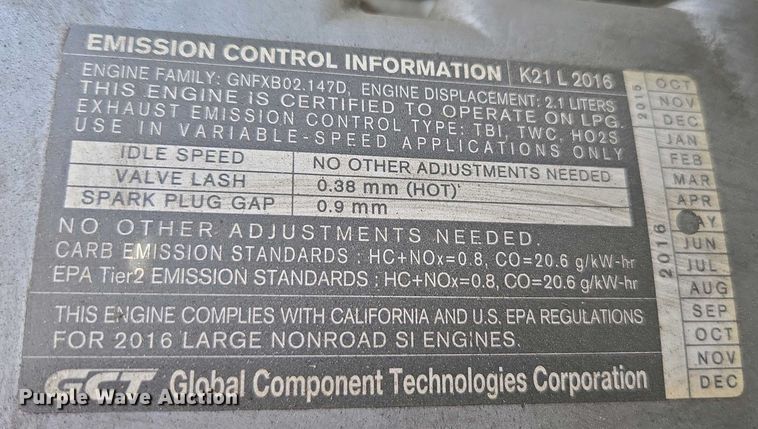 EMISSION CONTROL INFORMATION | K21 L 2016
ENGINE FAMILY: GNFXB02.147D, ENGINE DISPLACEMENT: 2.1 LITERS
THIS ENGINE IS CERTIFIED TO OPERATE ON LPG.
EXHAUST EMISSION CONTROL TYPE: TBI, TWC, HO2S
USE IN VARIABLE-SPEED APPLICATIONS ONLY
IDLE SPEED NO OTHER ADJUSTMENTS NEEDED
VALVE LASH 0.38 mm (HOT)
SPARK PLUG GAP 0.9 mm
NO OTHER ADJUSTMENTS NEEDED.
CARB EMISSION STANDARDS : HC+NOx=0.8, CO=20.6 g/kW-hr
EPA Tier2 EMISSION STANDARDS : HC+NOx=0.8, CO=20.6 g/kW-hr
THIS ENGINE COMPLIES WITH CALIFORNIA AND U.S. EPA REGULATIONS
FOR 2016 LARGE NONROAD SI ENGINES.
GCT Global Component Technologies Corporation
2015
OCT
NOV
DEC
2016
JAN
FEB
MAR
APR
MAY
JUN
JUL
AUG
SEP
OCT
NOV
DEC
Purple Wave Auction